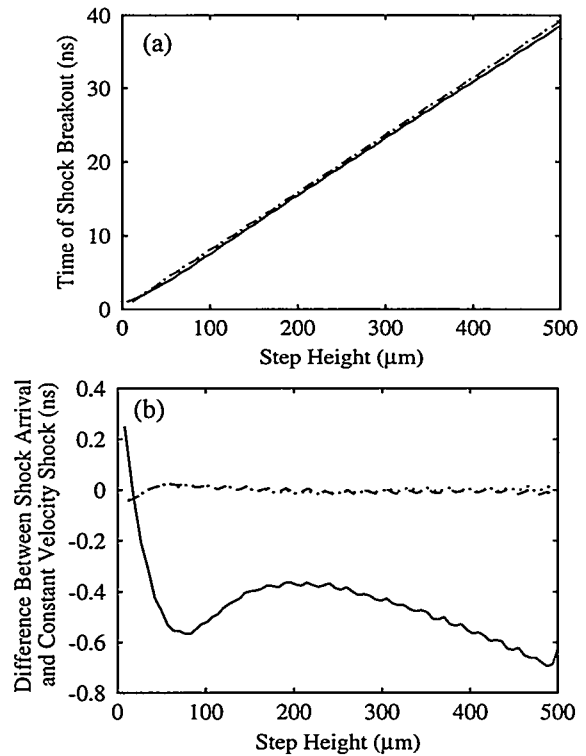 (a)
Time of Shock Breakout (ns)
40
30
20
10
0
0 100 200 300 400 500
Step Height (μm)
(b)
Difference Between Shock Arrival
and Constant Velocity Shock (ns)
0.4
0.2
0
-0.2
-0.4
-0.6
-0.8
0 100 200 300 400 500
Step Height (μm)